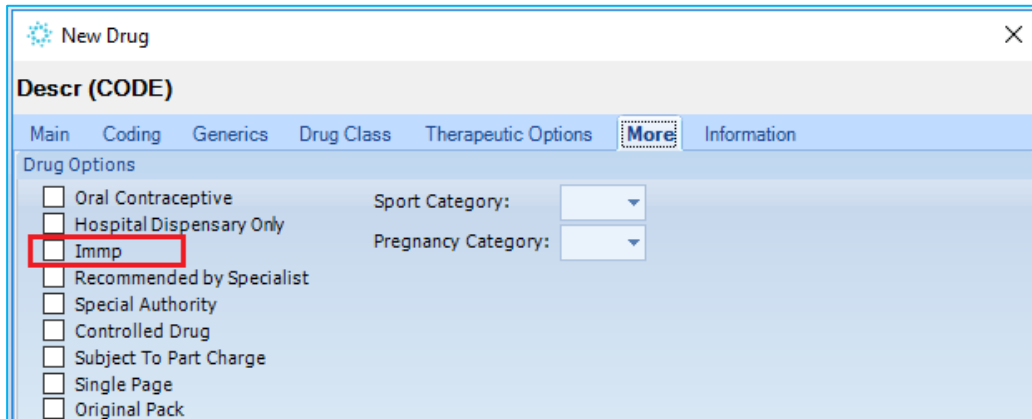 New Drug
Descr (CODE)
Main Coding Generics Drug Class Therapeutic Options More Information
Drug Options
Oral Contraceptive Sport Category:
Hospital Dispensary Only
Immp Pregnancy Category:
Recommended by Specialist
Special Authority
Controlled Drug
Subject To Part Charge
Single Page
Original Pack